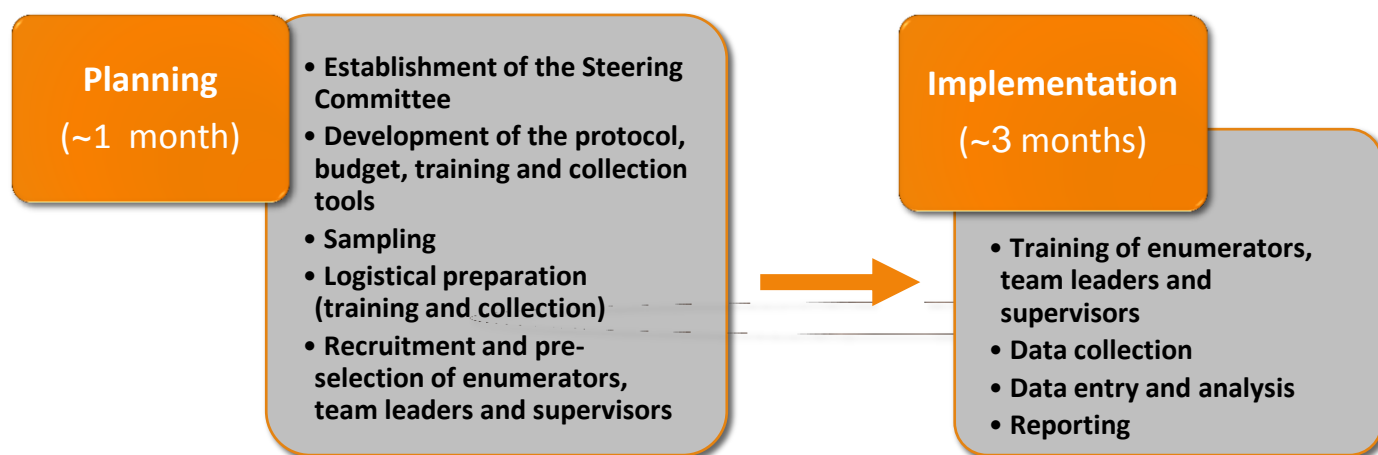 Planning
(~1 month)
• Establishment of the Steering
Committee
• Development of the protocol,
budget, training and collection
tools
• Sampling
• Logistical preparation
(training and collection)
• Recruitment and pre-
selection of enumerators,
team leaders and supervisors
Implementation
(~3 months)
• Training of enumerators,
team leaders and
supervisors
• Data collection
• Data entry and analysis
• Reporting